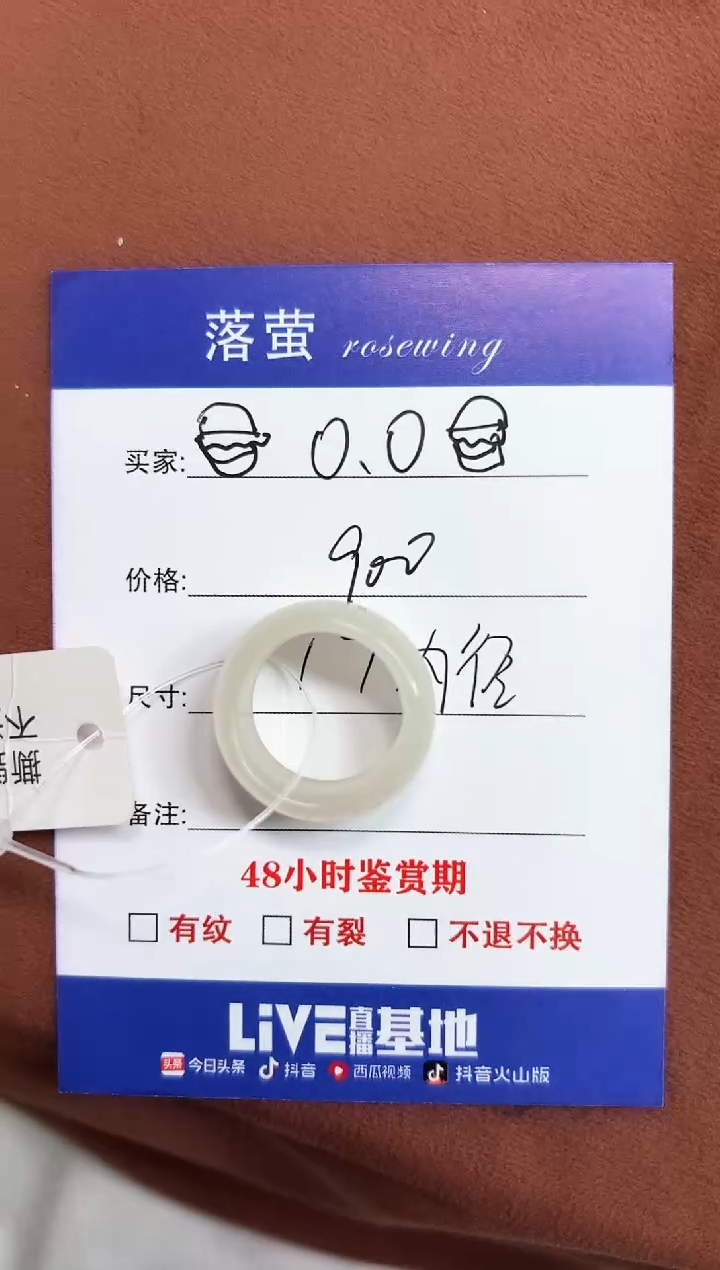 落萤 rosewing
买家: 0.0
价格: 900
尺寸: 17内径
备注:
48小时鉴赏期
有纹 有裂 不退不换
LiVE直播基地
头条 今日头条 抖音 西瓜视频 抖音火山版
撕
不